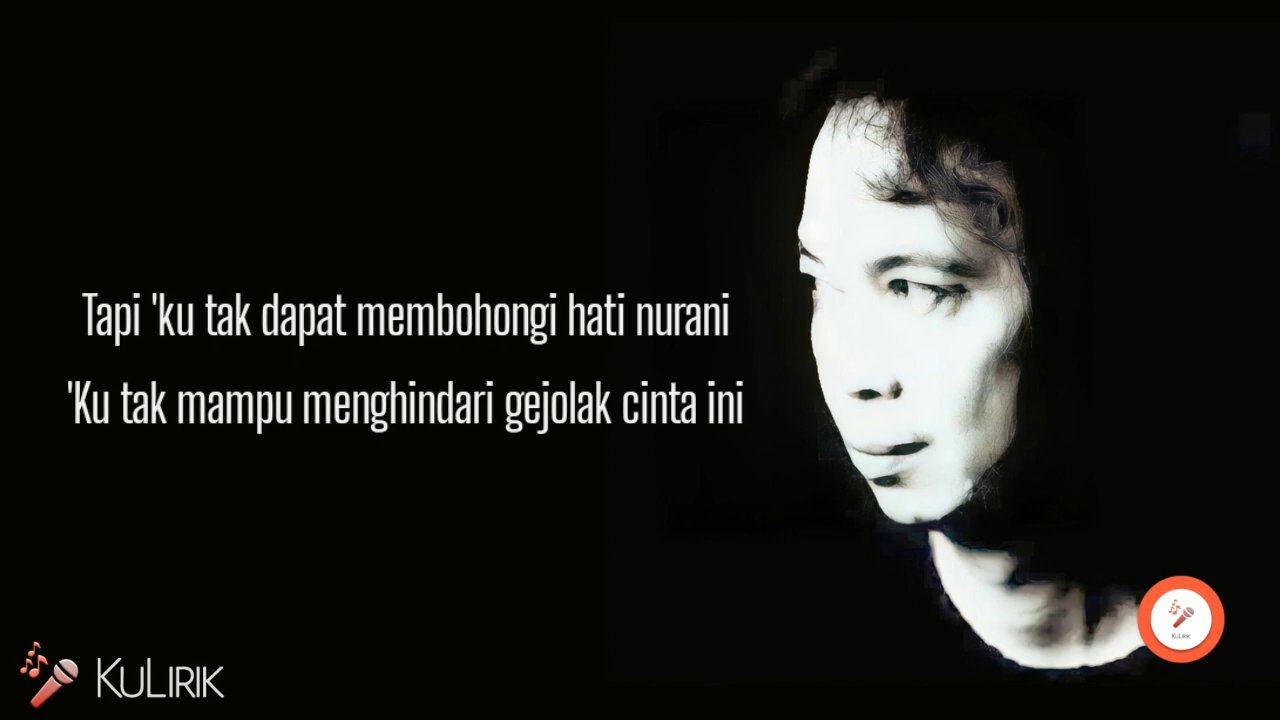 Tapi 'ku tak dapat membohongi hati nurani
'Ku tak mampu menghindari gejolak cinta ini
KuLirik
KuLirik